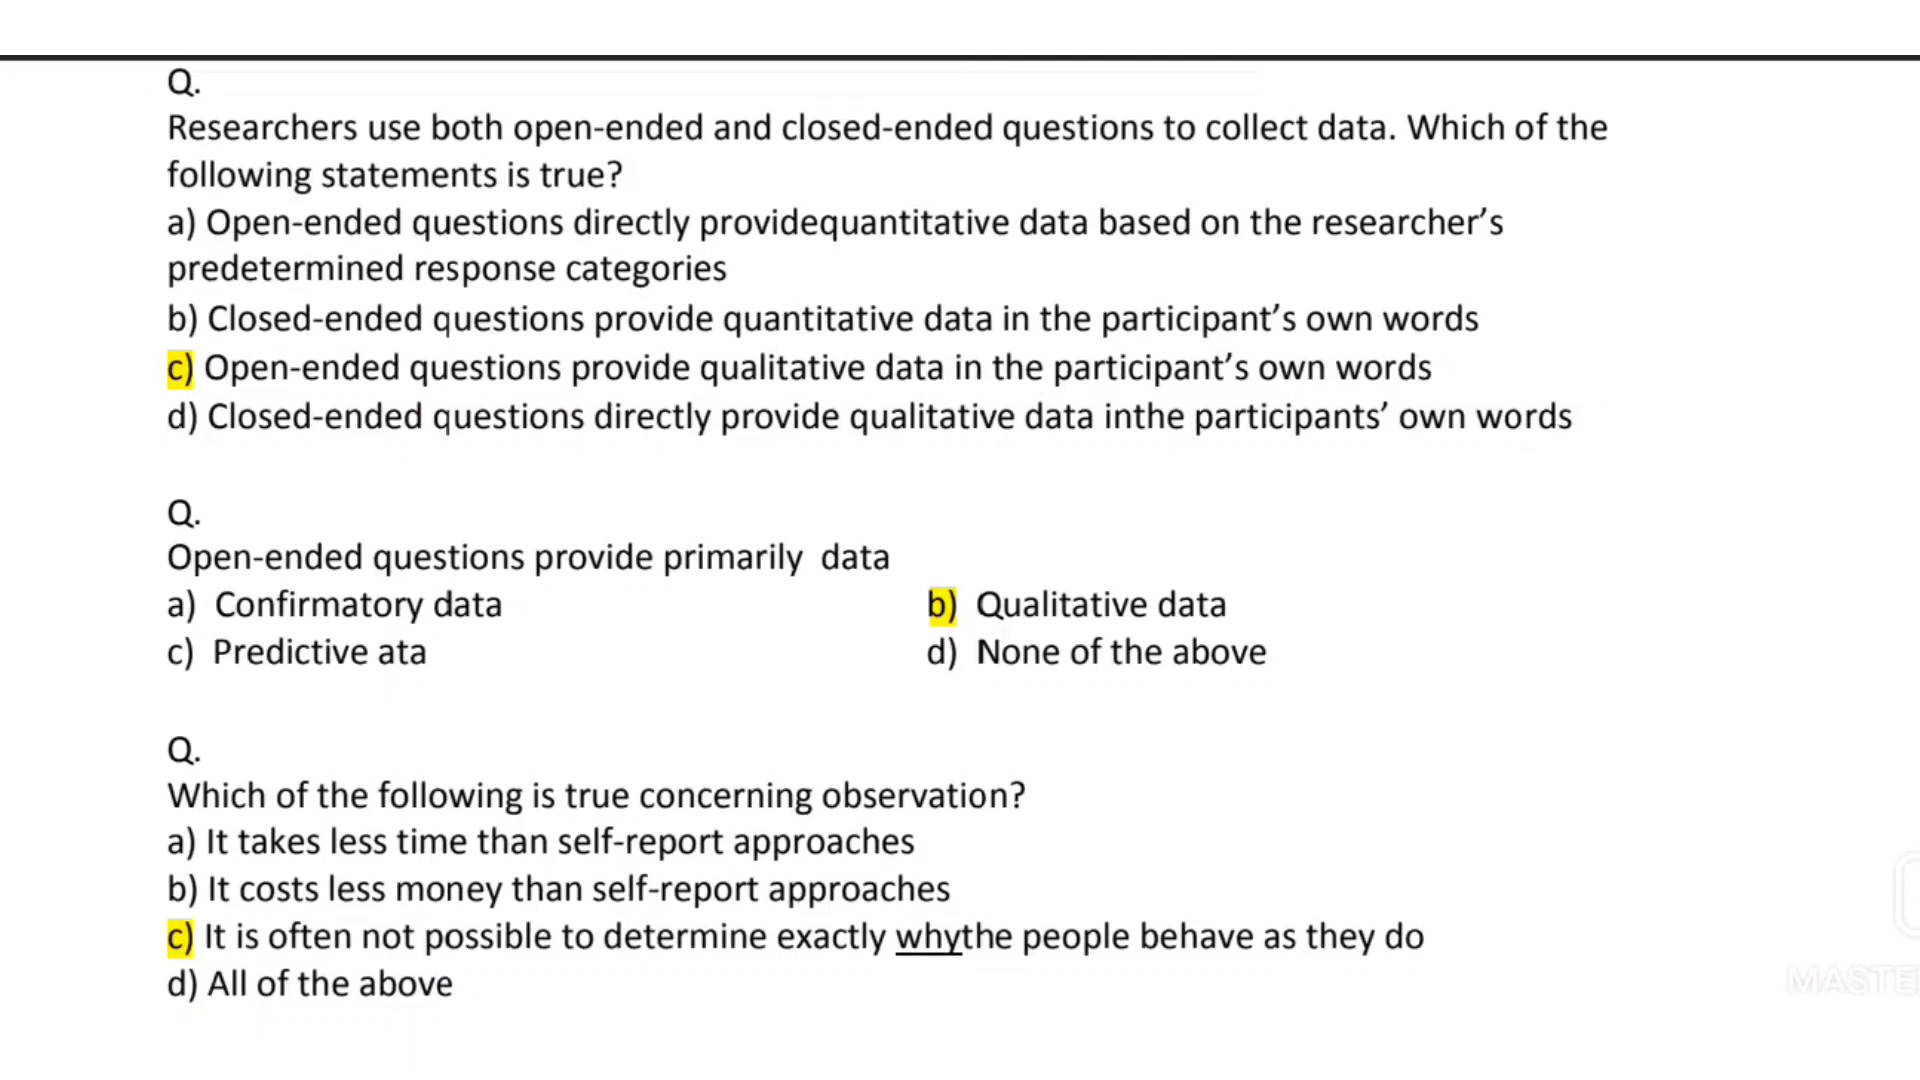 Q.
Researchers use both open-ended and closed-ended questions to collect data. Which of the
following statements is true?
a) Open-ended questions directly providequantitative data based on the researcher’s
predetermined response categories
b) Closed-ended questions provide quantitative data in the participant’s own words
c) Open-ended questions provide qualitative data in the participant’s own words
d) Closed-ended questions directly provide qualitative data inthe participants’ own words
Q.
Open-ended questions provide primarily data
a) Confirmatory data b) Qualitative data
c) Predictive ata d) None of the above
Q.
Which of the following is true concerning observation?
a) It takes less time than self-report approaches
b) It costs less money than self-report approaches
c) It is often not possible to determine exactly whythe people behave as they do
d) All of the above
MASTE